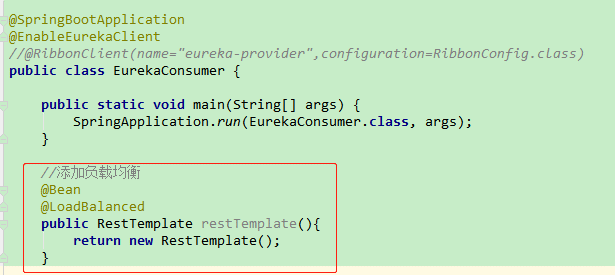 @SpringBootApplication
@EnableEurekaClient
//@RibbonClient(name="eureka-provider",configuration=RibbonConfig.class)
public class EurekaConsumer {
public static void main(String[] args) {
SpringApplication.run(EurekaConsumer.class, args);
}
//添加负载均衡
@Bean
@LoadBalanced
public RestTemplate restTemplate(){
return new RestTemplate();
}